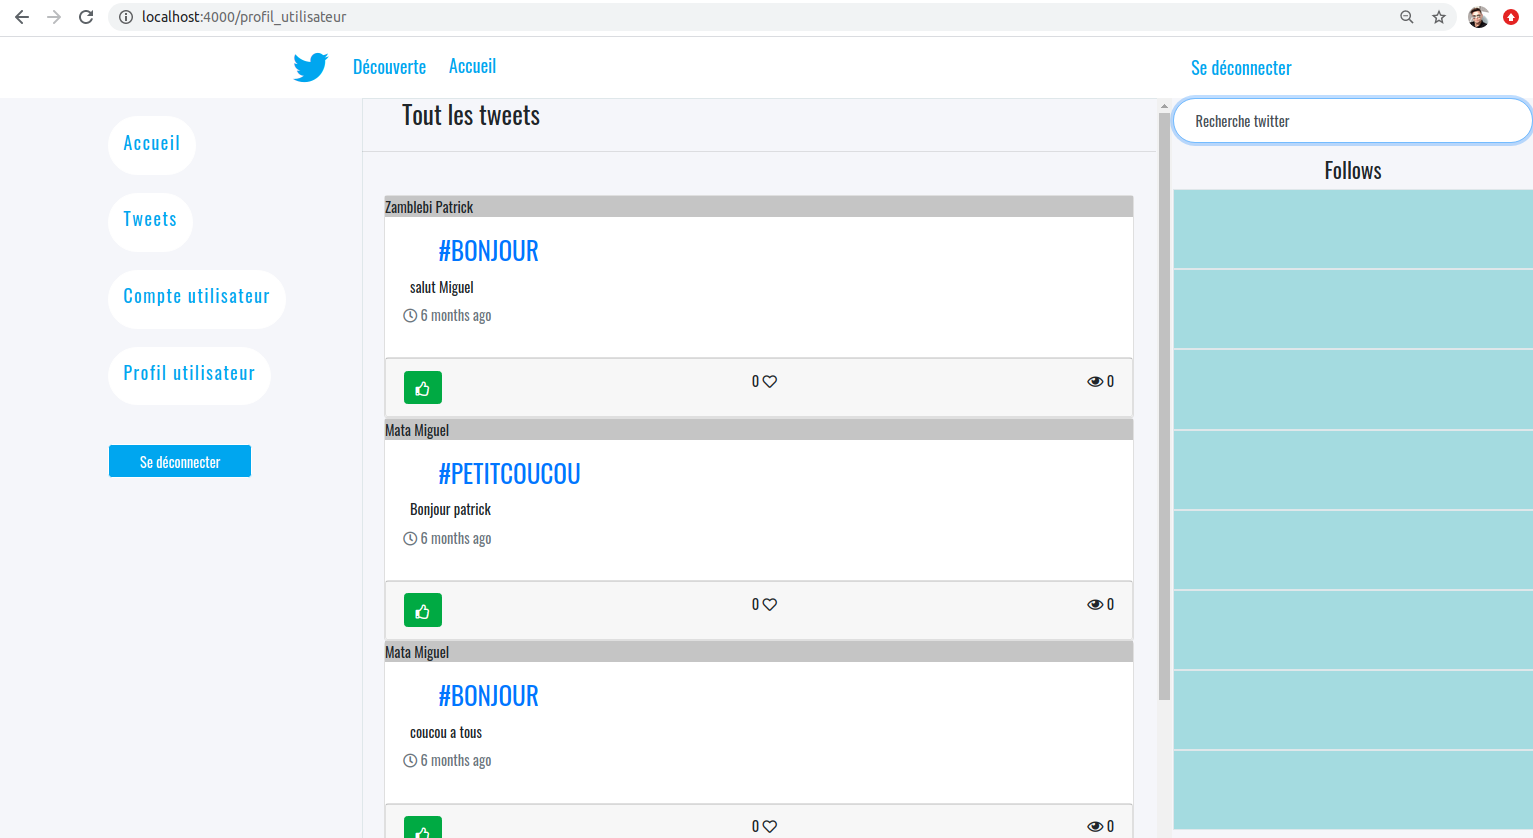 localhost:4000/profil_utilisateur
Découverte
Accueil
Se déconnecter
Accueil
Tweets
Compte utilisateur
Profil utilisateur
Se déconnecter
Tout les tweets
Zamblebi Patrick
#BONJOUR
salut Miguel
6 months ago
0
0
Mata Miguel
#PETITCOUCOU
Bonjour patrick
6 months ago
0
0
Mata Miguel
#BONJOUR
coucou a tous
6 months ago
0
0
Recherche twitter
Follows